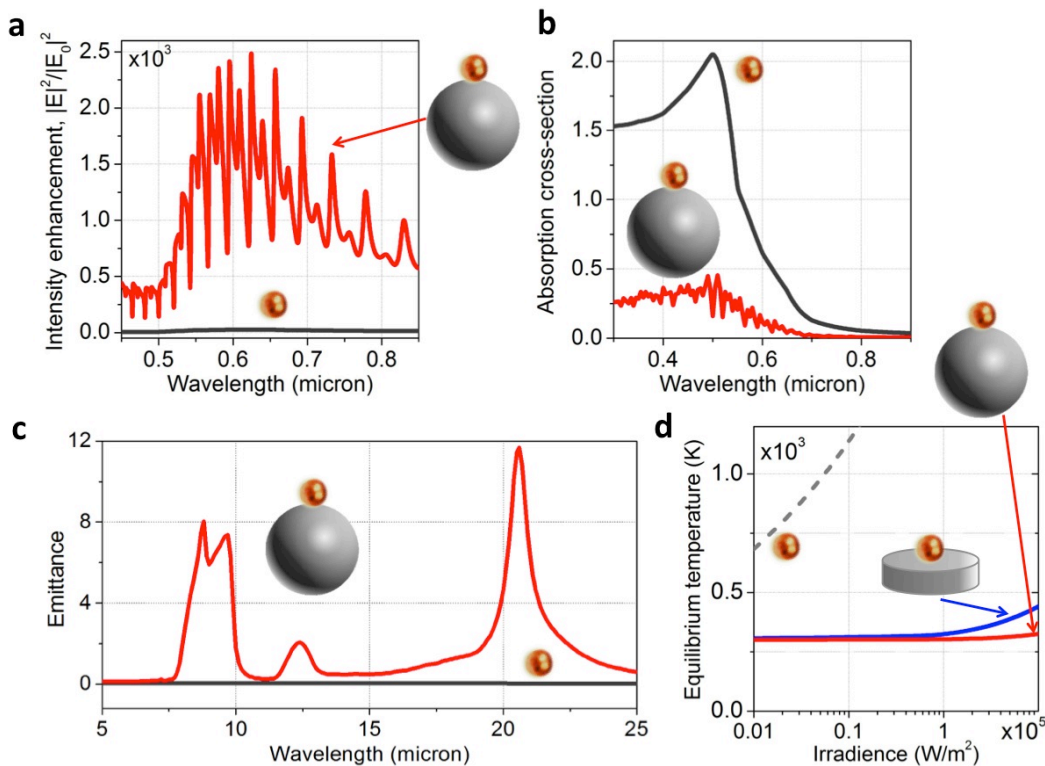 a
Intensity enhancement, |E|²/|E₀|²
x10³
2.5
2.0
1.5
1.0
0.5
0.0
0.5 0.6 0.7 0.8
Wavelength (micron)
b
Absorption cross-section
2.0
1.5
1.0
0.5
0.0
0.4 0.6 0.8
Wavelength (micron)
c
Emittance
12
8
4
0
5 10 15 20 25
Wavelength (micron)
d
Equilibrium temperature (K)
x10³
1.0
0.5
0.0
0.01 0.1 1 x10⁵
Irradience (W/m²)